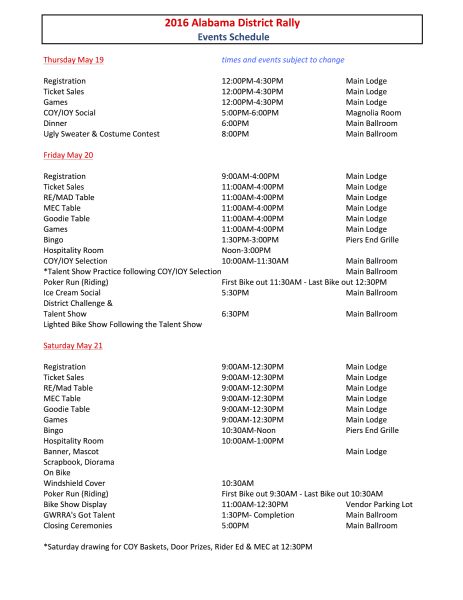 2016 Alabama District Rally
Events Schedule
Thursday May 19 times and events subject to change
Registration 12:00PM-4:30PM Main Lodge
Ticket Sales 12:00PM-4:30PM Main Lodge
Games 12:00PM-4:30PM Main Lodge
COY/IOY Social 5:00PM-6:00PM Magnolia Room
Dinner 6:00PM Main Ballroom
Ugly Sweater & Costume Contest 8:00PM Main Ballroom
Friday May 20
Registration 9:00AM-4:00PM Main Lodge
Ticket Sales 11:00AM-4:00PM Main Lodge
RE/MAD Table 11:00AM-4:00PM Main Lodge
MEC Table 11:00AM-4:00PM Main Lodge
Goodie Table 11:00AM-4:00PM Main Lodge
Games 11:00AM-4:00PM Main Lodge
Bingo 1:30PM-3:00PM Piers End Grille
Hospitality Room Noon-3:00PM
COY/IOY Selection 10:00AM-11:30AM Main Ballroom
*Talent Show Practice following COY/IOY Selection Main Ballroom
Poker Run (Riding) First Bike out 11:30AM - Last Bike out 12:30PM
Ice Cream Social 5:30PM Main Ballroom
District Challenge &
Talent Show 6:30PM Main Ballroom
Lighted Bike Show Following the Talent Show
Saturday May 21
Registration 9:00AM-12:30PM Main Lodge
Ticket Sales 9:00AM-12:30PM Main Lodge
RE/Mad Table 9:00AM-12:30PM Main Lodge
MEC Table 9:00AM-12:30PM Main Lodge
Goodie Table 9:00AM-12:30PM Main Lodge
Games 9:00AM-12:30PM Main Lodge
Bingo 10:30AM-Noon Piers End Grille
Hospitality Room 10:00AM-1:00PM
Banner, Mascot Main Lodge
Scrapbook, Diorama
On Bike
Windshield Cover 10:30AM
Poker Run (Riding) First Bike out 9:30AM - Last Bike out 10:30AM
Bike Show Display 11:00AM-12:30PM Vendor Parking Lot
GWRRA's Got Talent 1:30PM- Completion Main Ballroom
Closing Ceremonies 5:00PM Main Ballroom
*Saturday drawing for COY Baskets, Door Prizes, Rider Ed & MEC at 12:30PM